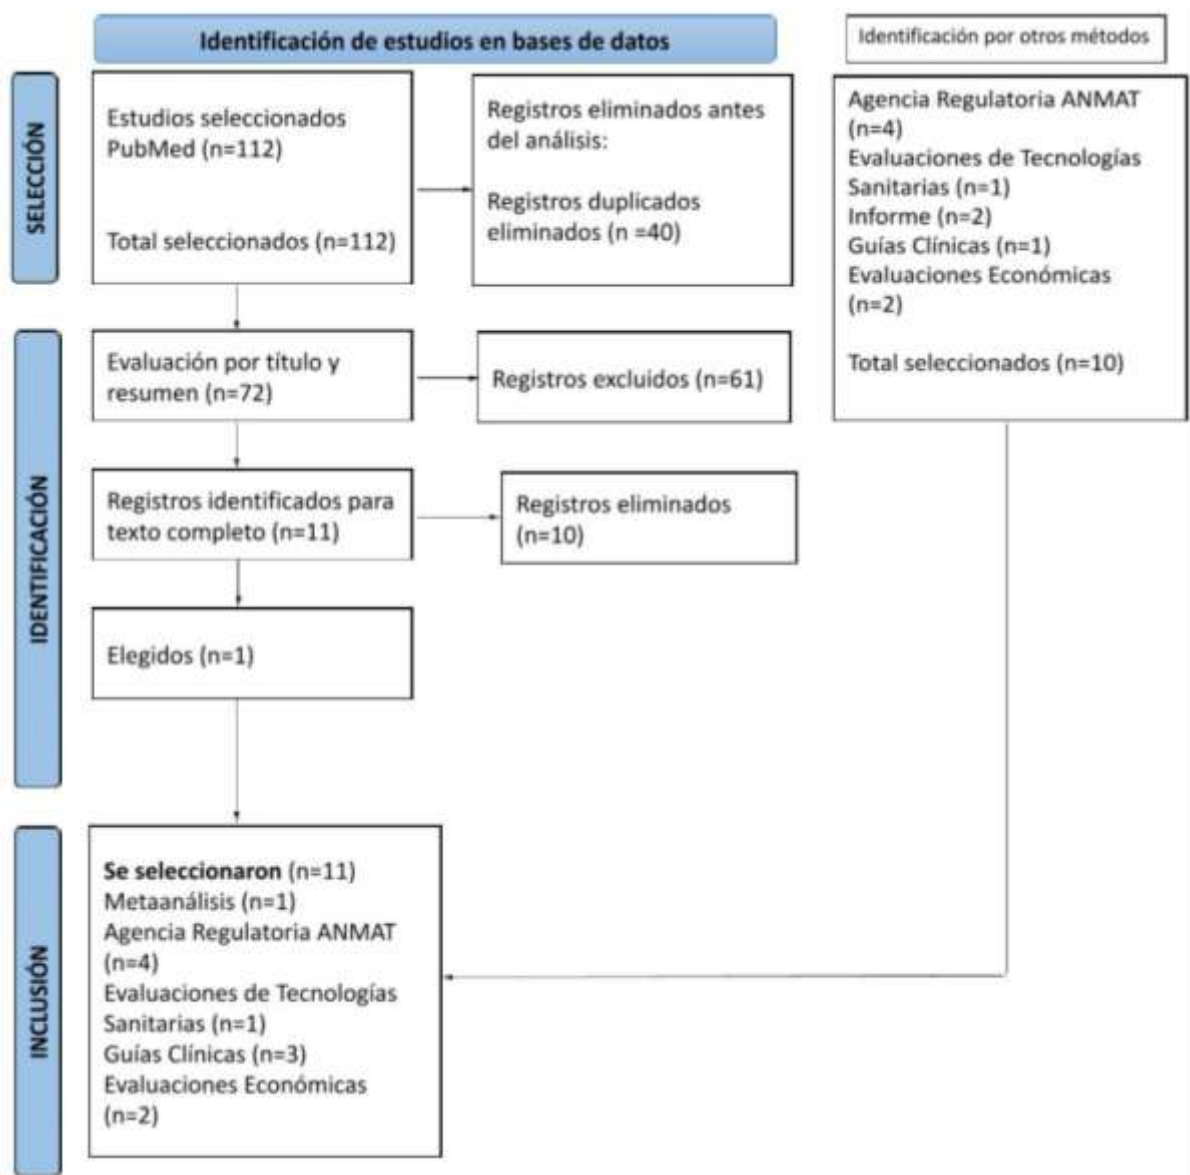 Identificación de estudios en bases de datos
Identificación por otros métodos
SELECCIÓN
Estudios seleccionados
PubMed (n=112)
Total seleccionados (n=112)
Registros eliminados antes
del análisis:
Registros duplicados
eliminados (n =40)
Agencia Regulatoria ANMAT
(n=4)
Evaluaciones de Tecnologías
Sanitarias (n=1)
Informe (n=2)
Guías Clínicas (n=1)
Evaluaciones Económicas
(n=2)
Total seleccionados (n=10)
IDENTIFICACIÓN
Evaluación por título y
resumen (n=72)
Registros excluidos (n=61)
Registros identificados para
texto completo (n=11)
Registros eliminados
(n=10)
Elegidos (n=1)
INCLUSIÓN
Se seleccionaron (n=11)
Metaanálisis (n=1)
Agencia Regulatoria ANMAT
(n=4)
Evaluaciones de Tecnologías
Sanitarias (n=1)
Guías Clínicas (n=3)
Evaluaciones Económicas
(n=2)